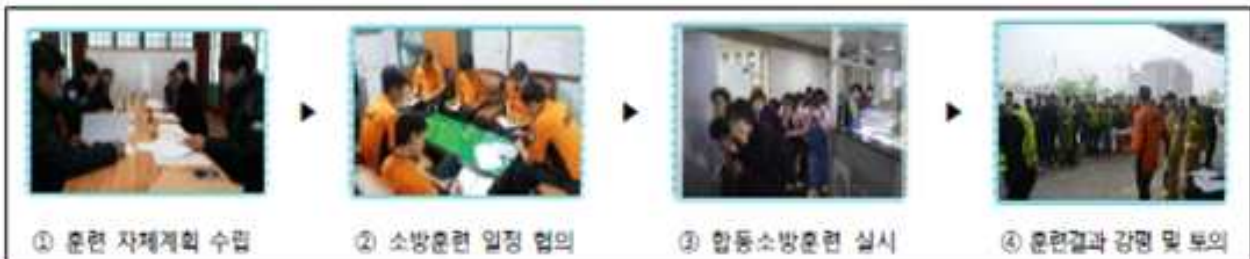 ① 훈련 자체계획 수립
② 소방훈련 일정 협의
③ 합동소방훈련 실시
④ 훈련결과 강평 및 토의